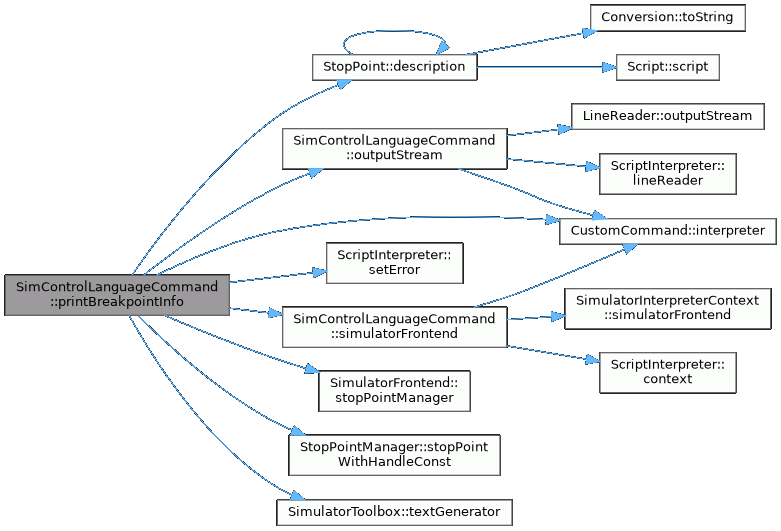 Conversion::toString
StopPoint::description
Script::script
LineReader::outputStream
SimControlLanguageCommand
::outputStream
ScriptInterpreter::
lineReader
CustomCommand::interpreter
ScriptInterpreter::
setError
SimControlLanguageCommand
::printBreakpointInfo
SimulatorInterpreterContext
::simulatorFrontend
SimControlLanguageCommand
::simulatorFrontend
ScriptInterpreter::
context
SimulatorFrontend::
stopPointManager
StopPointManager::stopPoint
WithHandleConst
SimulatorToolbox::textGenerator